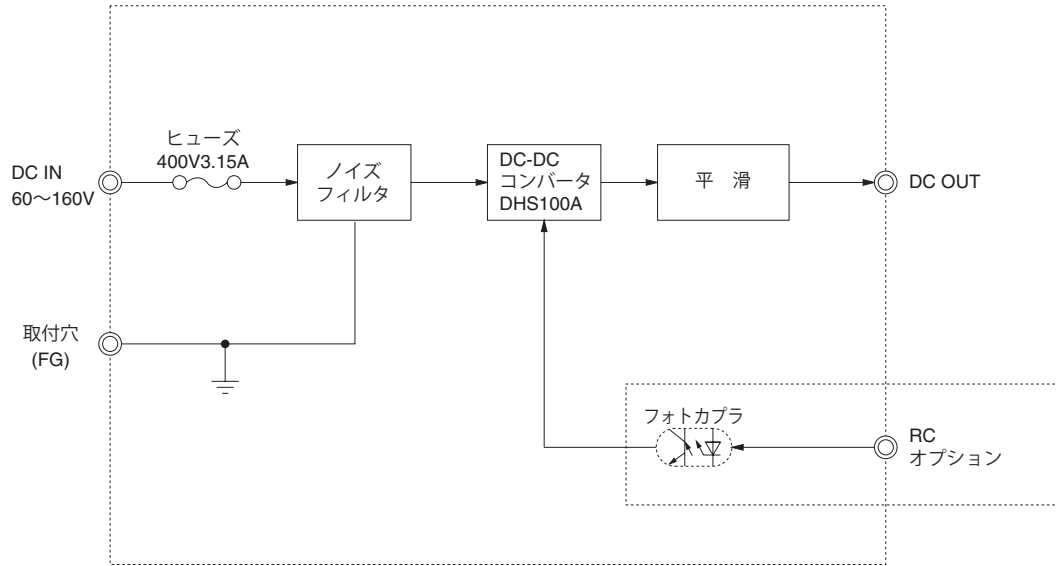 ヒューズ
400V3.15A
DC IN
60～160V
ノイズ
フィルタ
DC-DC
コンバータ
DHS100A
平　滑
DC OUT
取付穴
(FG)
フォトカプラ
RC
オプション